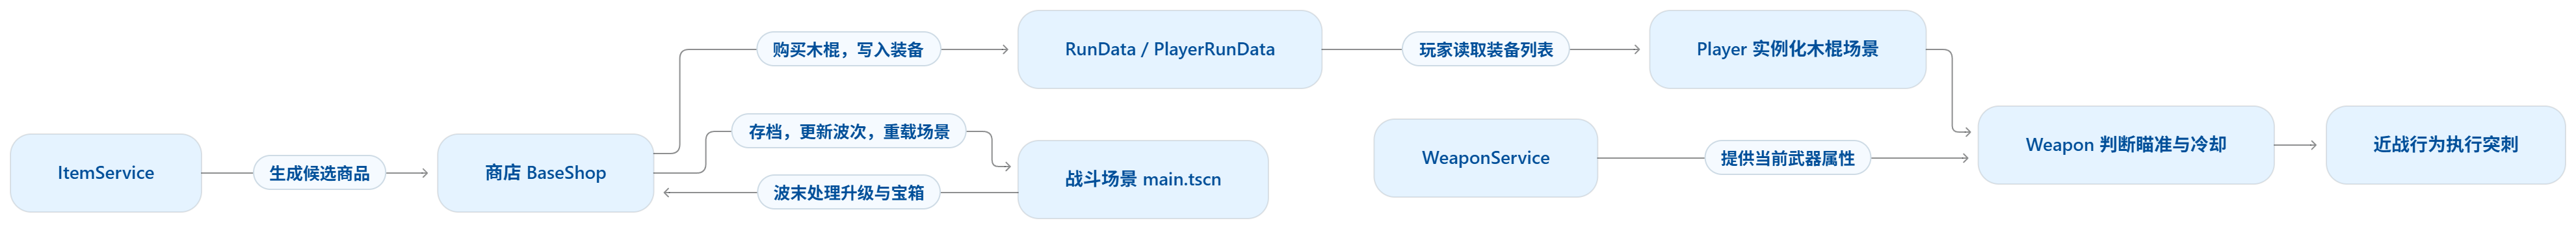 ItemService
生成候选商品
商店 BaseShop
购买木棍，写入装备
存档，更新波次，重载场景
波末处理升级与宝箱
RunData / PlayerRunData
战斗场景 main.tscn
玩家读取装备列表
WeaponService
Player 实例化木棍场景
提供当前武器属性
Weapon 判断瞄准与冷却
近战行为执行突刺